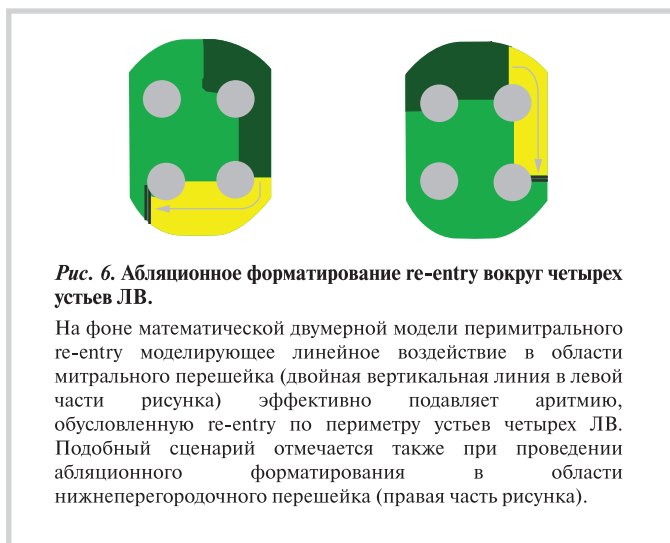 Рис. 6. Абляционное форматирование re-entry вокруг четырех
устьев ЛВ.
На фоне математической двумерной модели перимитрального
re-entry моделирующее линейное воздействие в области
митрального перешейка (двойная вертикальная линия в левой
части рисунка) эффективно подавляет аритмию,
обусловленную re-entry по периметру устьев четырех ЛВ.
Подобный сценарий отмечается также при проведении
абляционного форматирования в области
нижнеперегородочного перешейка (правая часть рисунка).